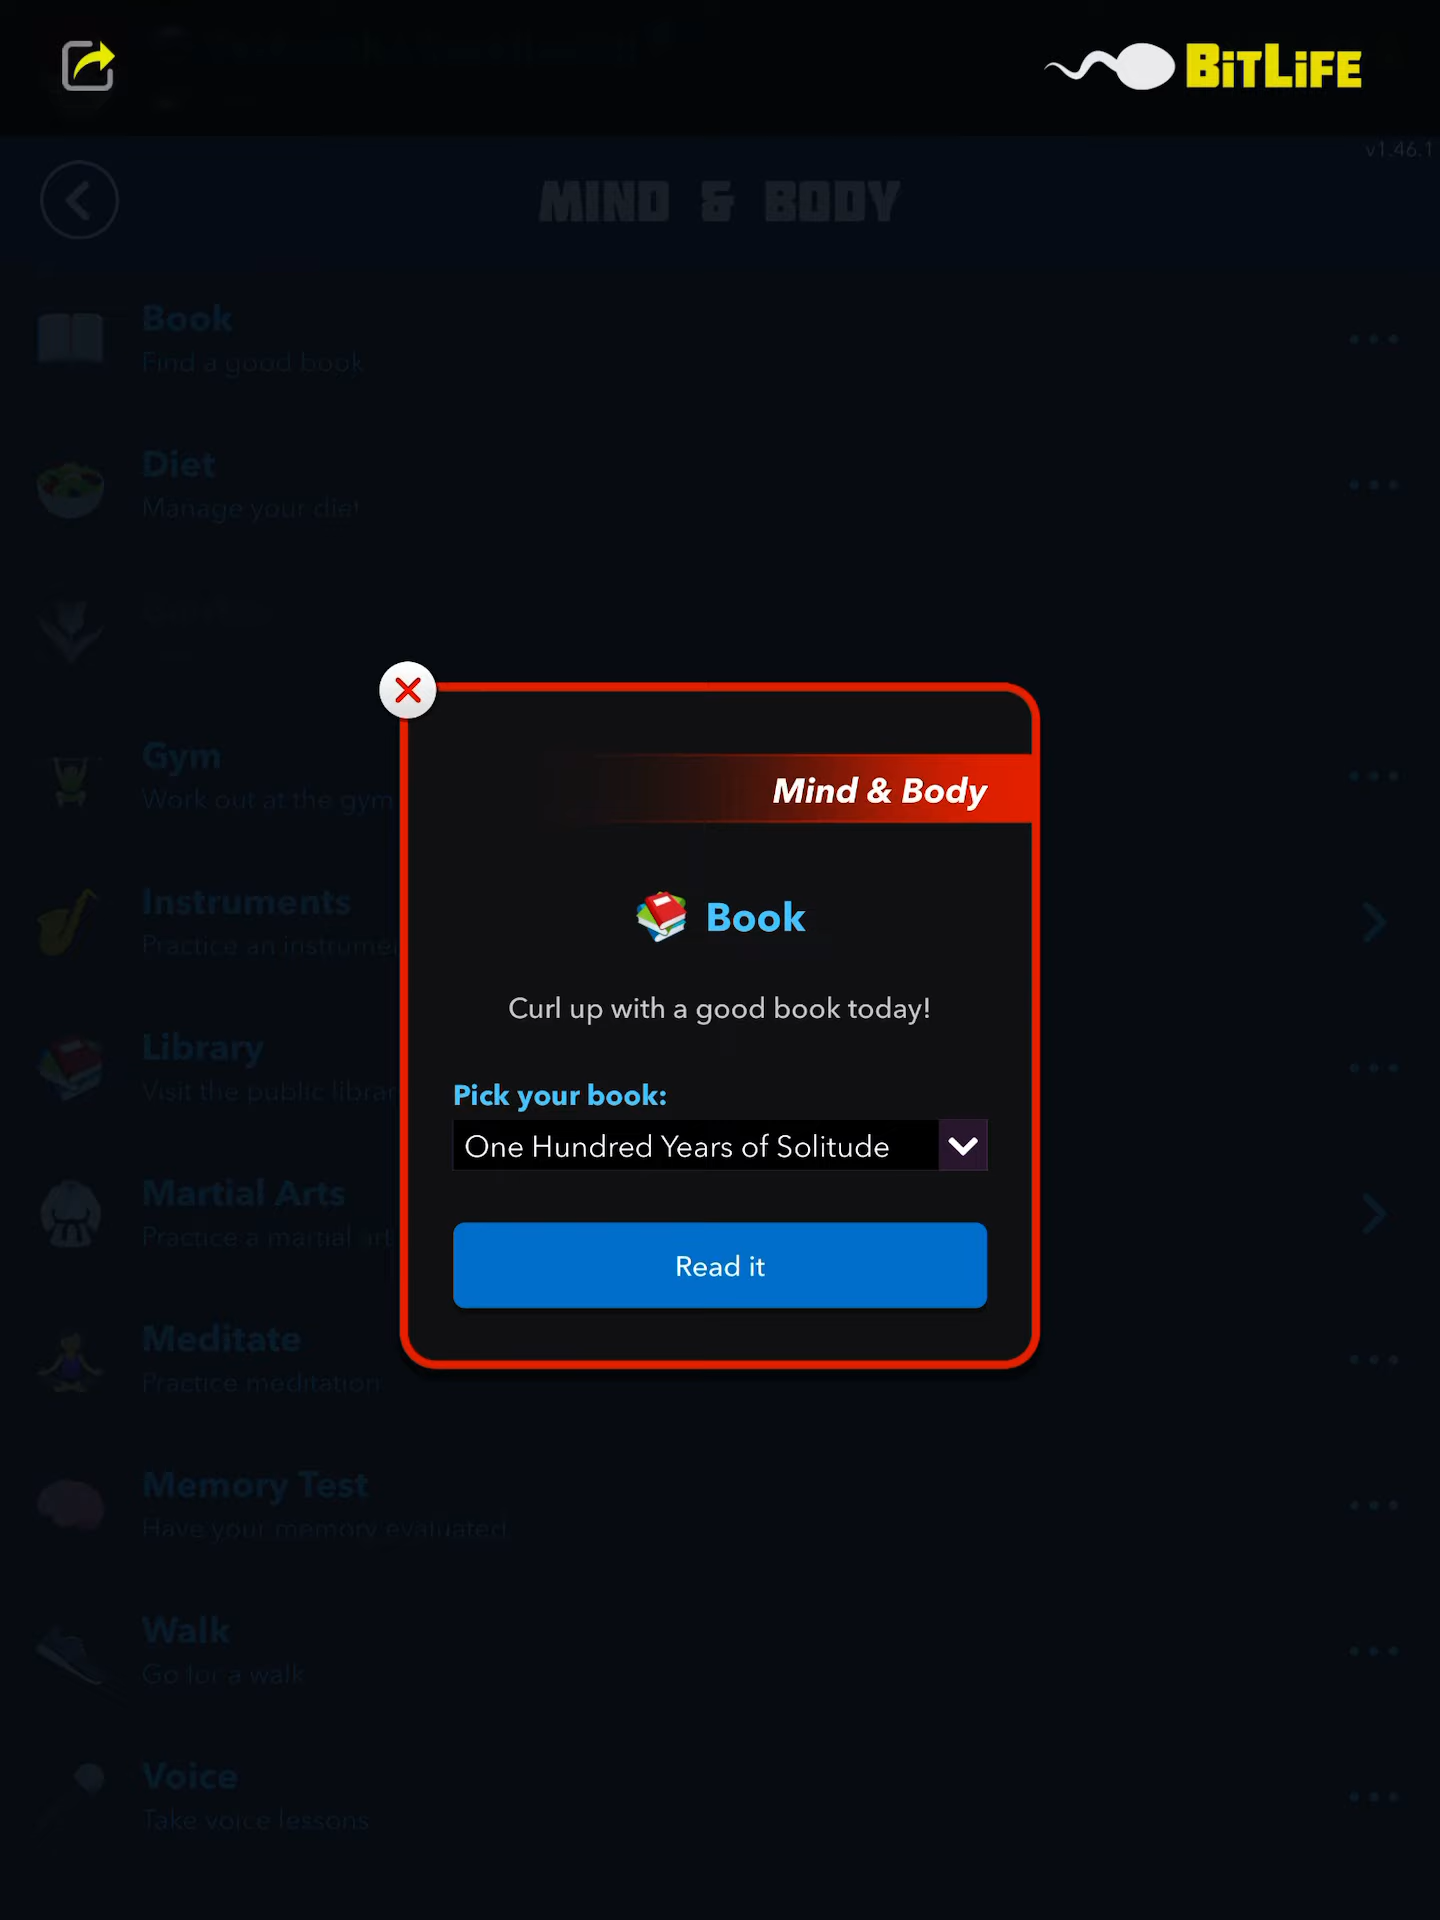 BITLIFE
v1.46.1
MIND & BODY
Book
Find a good book
Diet
Manage your diet
Gym
Work out at the gym
Instruments
Practice an instrume
Library
Visit the public librar
Martial Arts
Practice a martial art
Meditate
Practice meditation
Memory Test
Have your memory evaluated
Walk
Go for a walk
Voice
Take voice lessons
Mind & Body
Book
Curl up with a good book today!
Pick your book:
One Hundred Years of Solitude
Read it